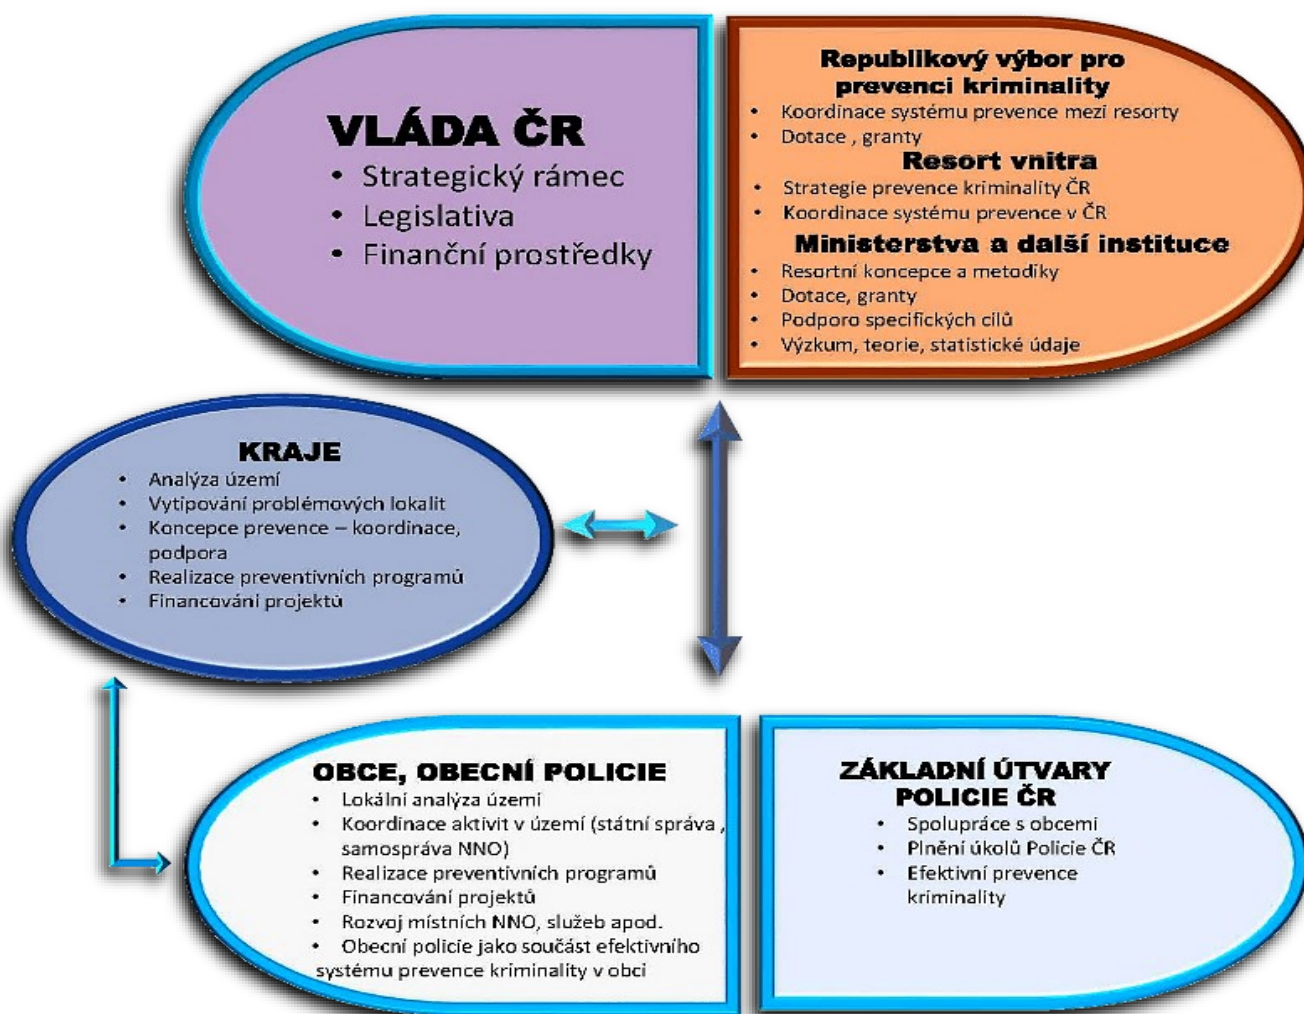 VLÁDA ČR
• Strategický rámec
• Legislativa
• Finanční prostředky
Republikový výbor pro
prevenci kriminality
• Koordinace systému prevence mezi resorty
• Dotace , granty
Resort vnitra
• Strategie prevence kriminality ČR
• Koordinace systému prevence v ČR
Ministerstva a další instituce
• Resortní koncepce a metodiky
• Dotace, granty
• Podporo specifických cílů
• Výzkum, teorie, statistické údaje
KRAJE
• Analýza území
• Vytipování problémových lokalit
• Koncepce prevence – koordinace,
podpora
• Realizace preventivních programů
• Financování projektů
OBCE, OBECNÍ POLICIE
• Lokální analýza území
• Koordinace aktivit v území (státní správa ,
samospráva NNO)
• Realizace preventivních programů
• Financování projektů
• Rozvoj místních NNO, služeb apod.
• Obecní policie jako součást efektivního
systému prevence kriminality v obci
ZÁKLADNÍ ÚTVARY
POLICIE ČR
• Spolupráce s obcemi
• Plnění úkolů Policie ČR
• Efektivní prevence
kriminality